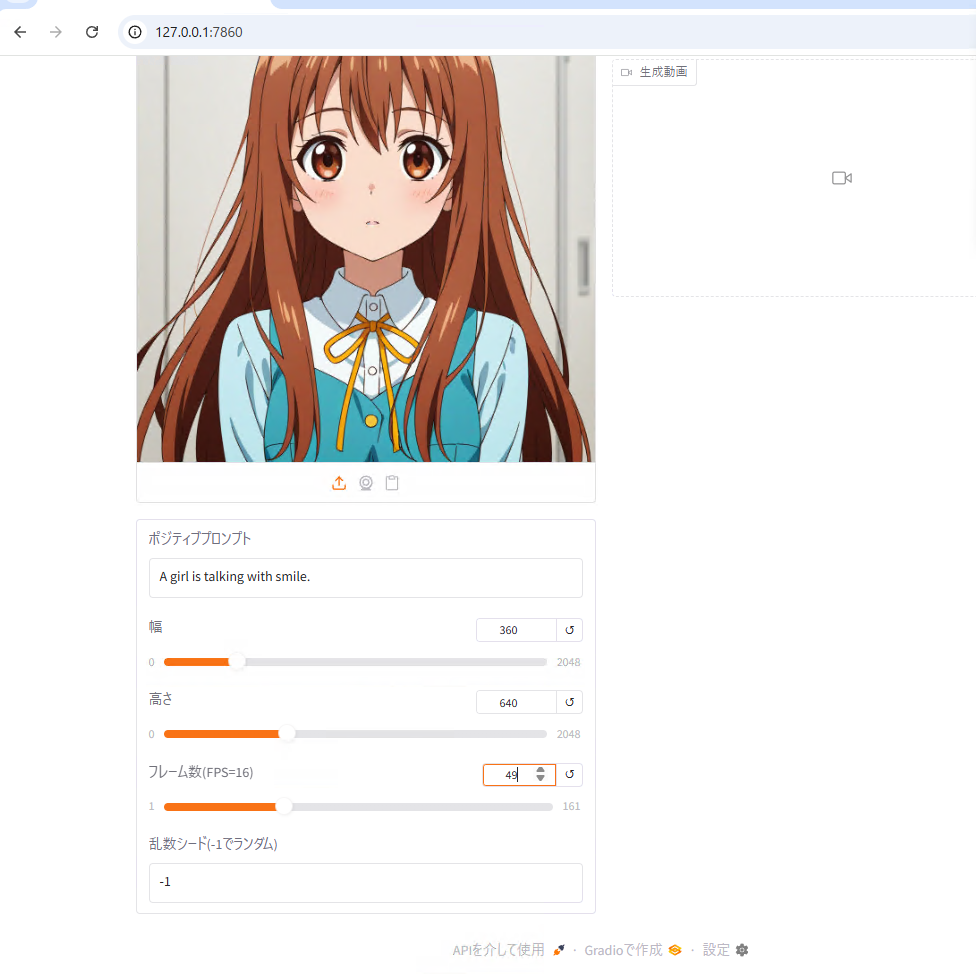 127.0.0.1:7860
生成動画
ポジティブプロンプト
A girl is talking with smile.
幅
360
↺
0
2048
高さ
640
↺
0
2048
フレーム数(FPS=16)
49
↺
1
161
乱数シード(-1でランダム)
-1
APIを介して使用 🚀 · Gradioで作成 · 設定